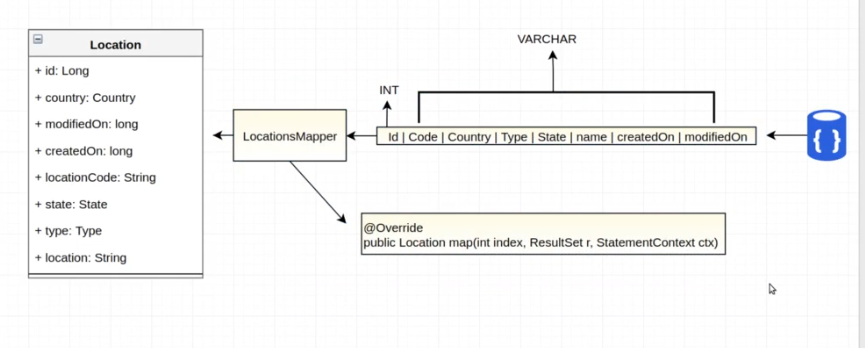 Location
+ id: Long
+ country: Country
+ modifiedOn: long
+ createdOn: long
+ locationCode: String
+ state: State
+ type: Type
+ location: String
LocationsMapper
INT
VARCHAR
Id | Code | Country | Type | State | name | createdOn | modifiedOn
{ }
@Override
public Location map(int index, ResultSet r, StatementContext ctx)